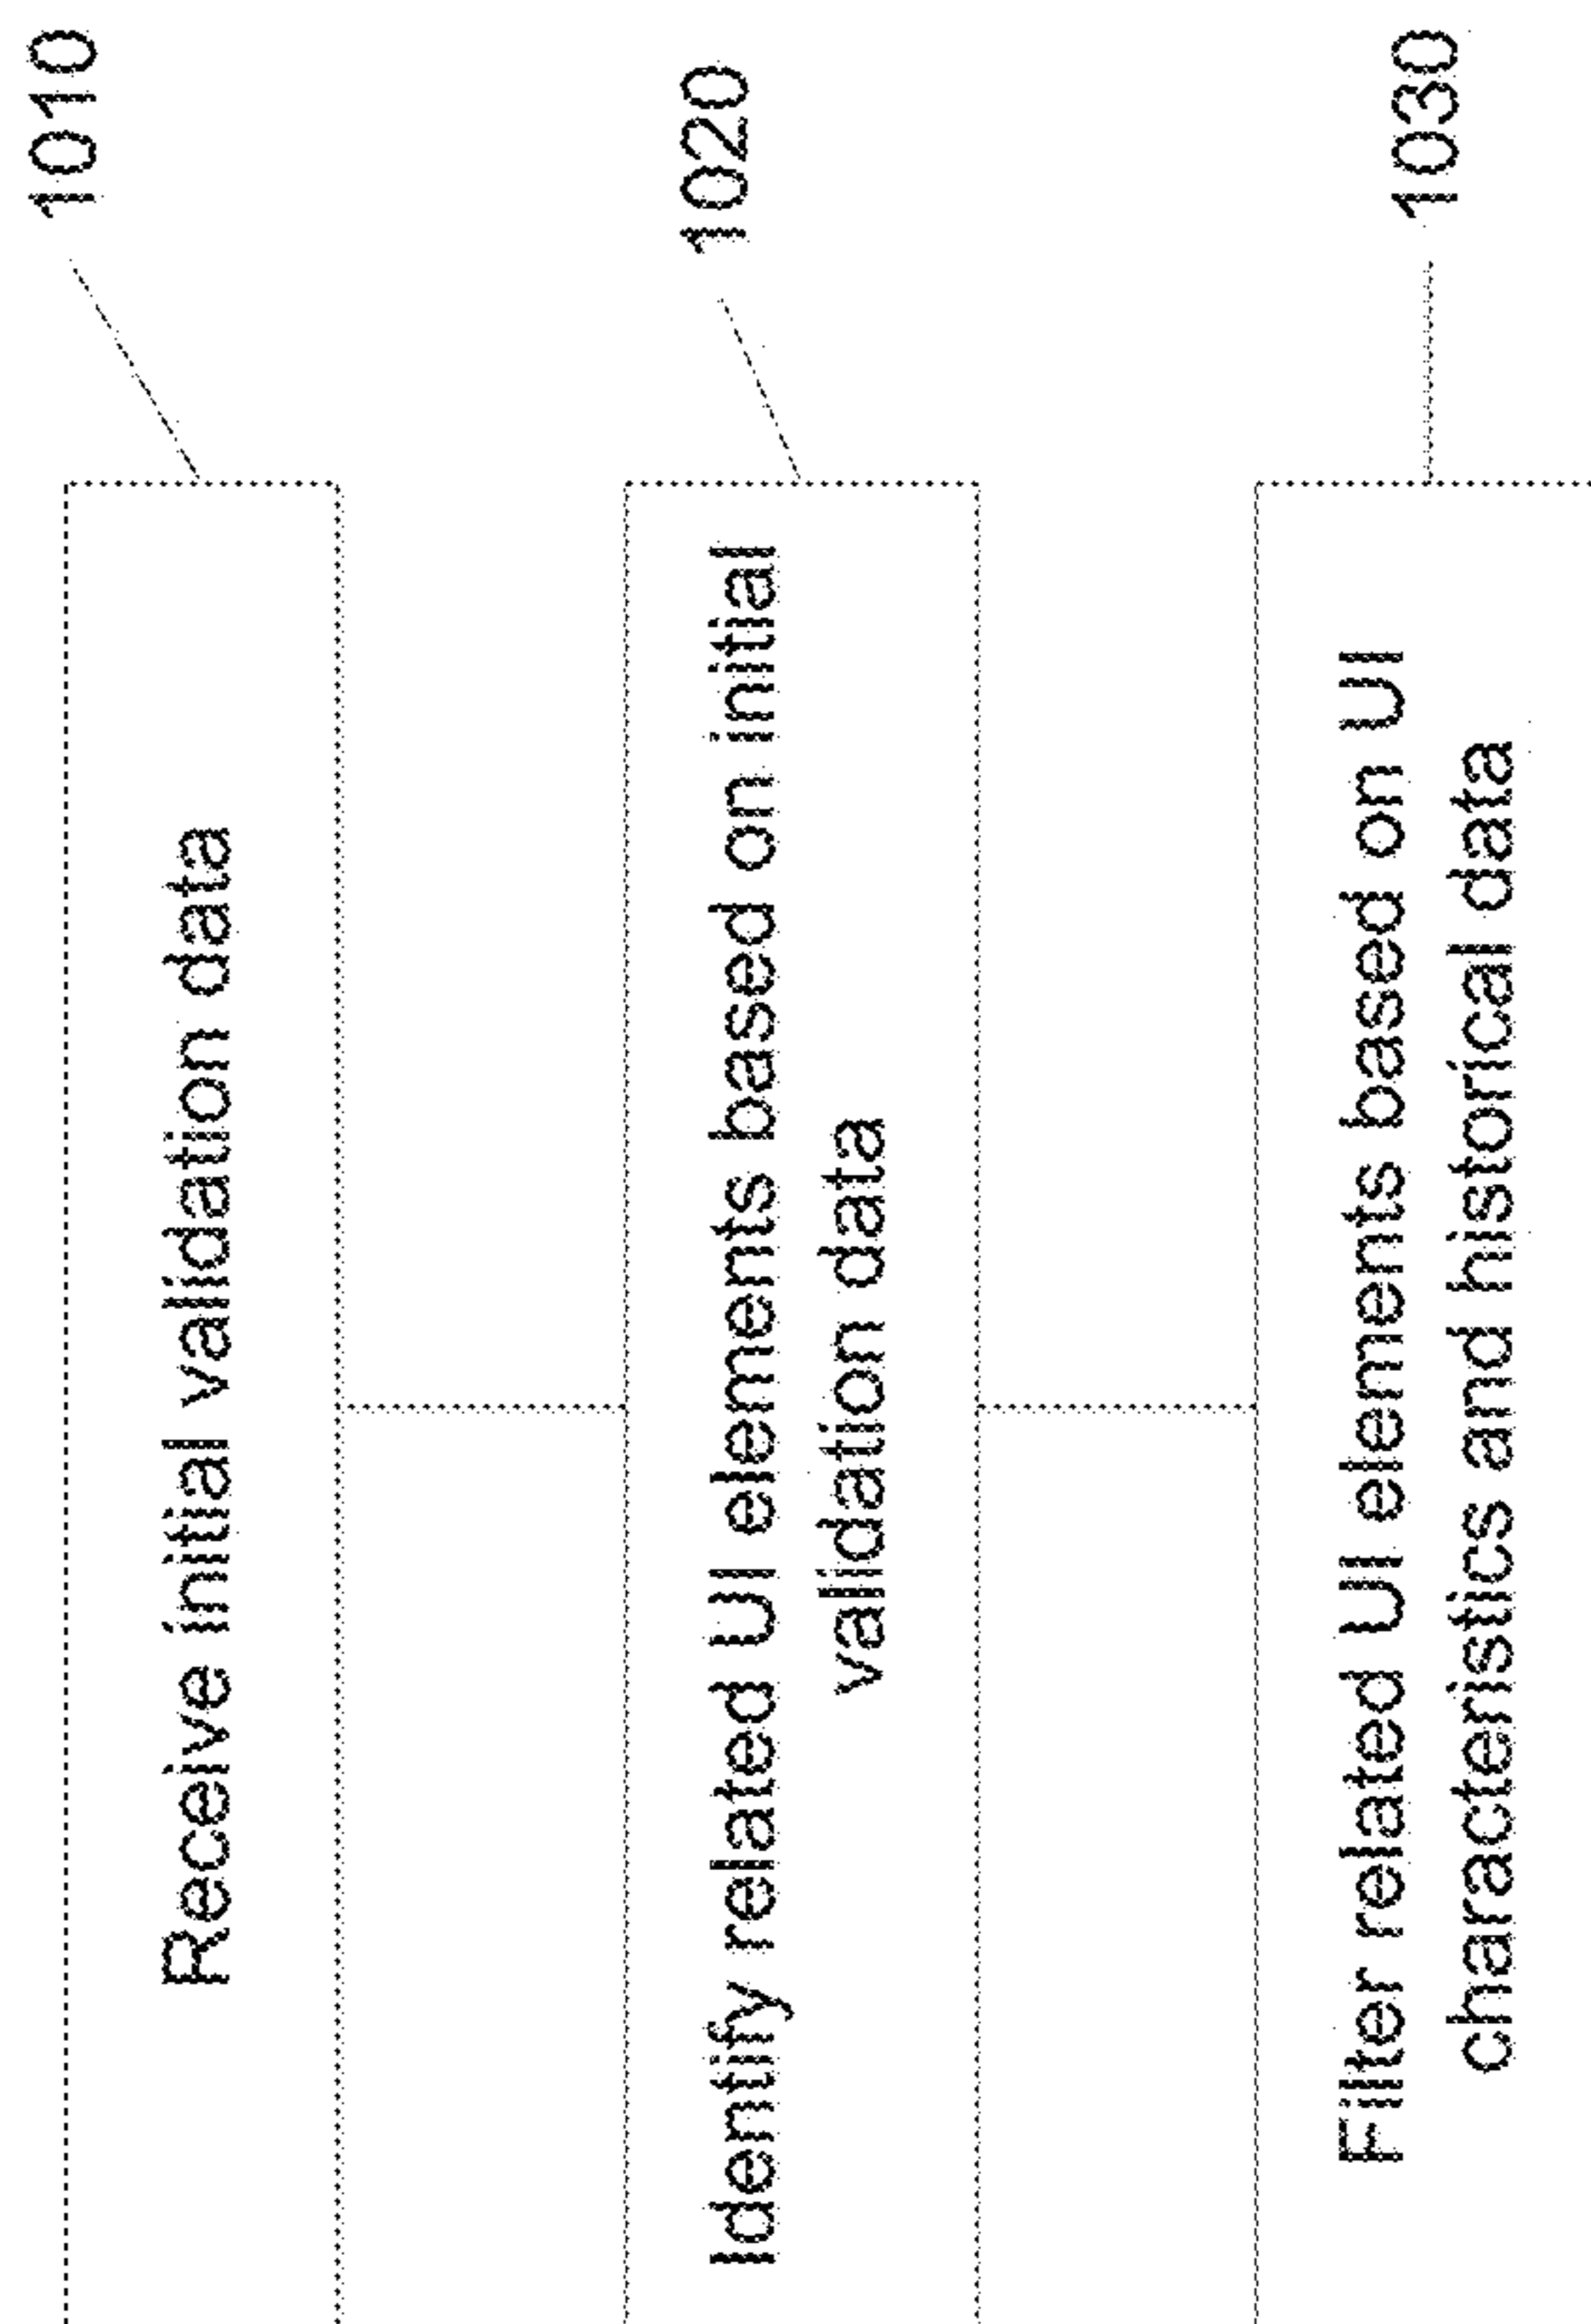 Receive initial validation data
1010
Identify related UI elements based on initial
validation data
1020
Filter related UI elements based on UI
characteristics and historical data
1030